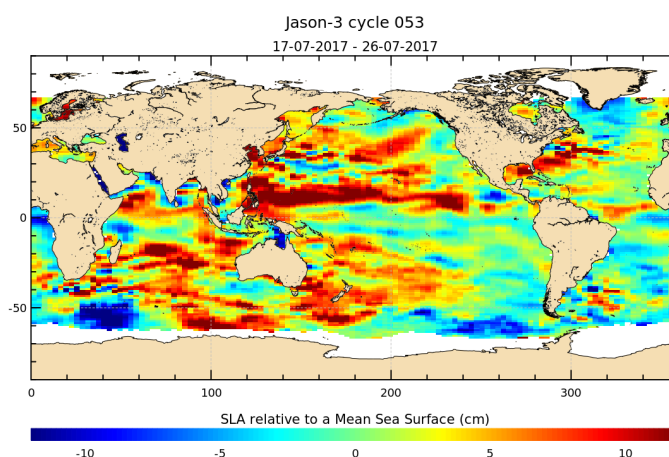 Jason-3 cycle 053
17-07-2017 - 26-07-2017
50
0
-50
0 100 200 300
SLA relative to a Mean Sea Surface (cm)
-10 -5 0 5 10